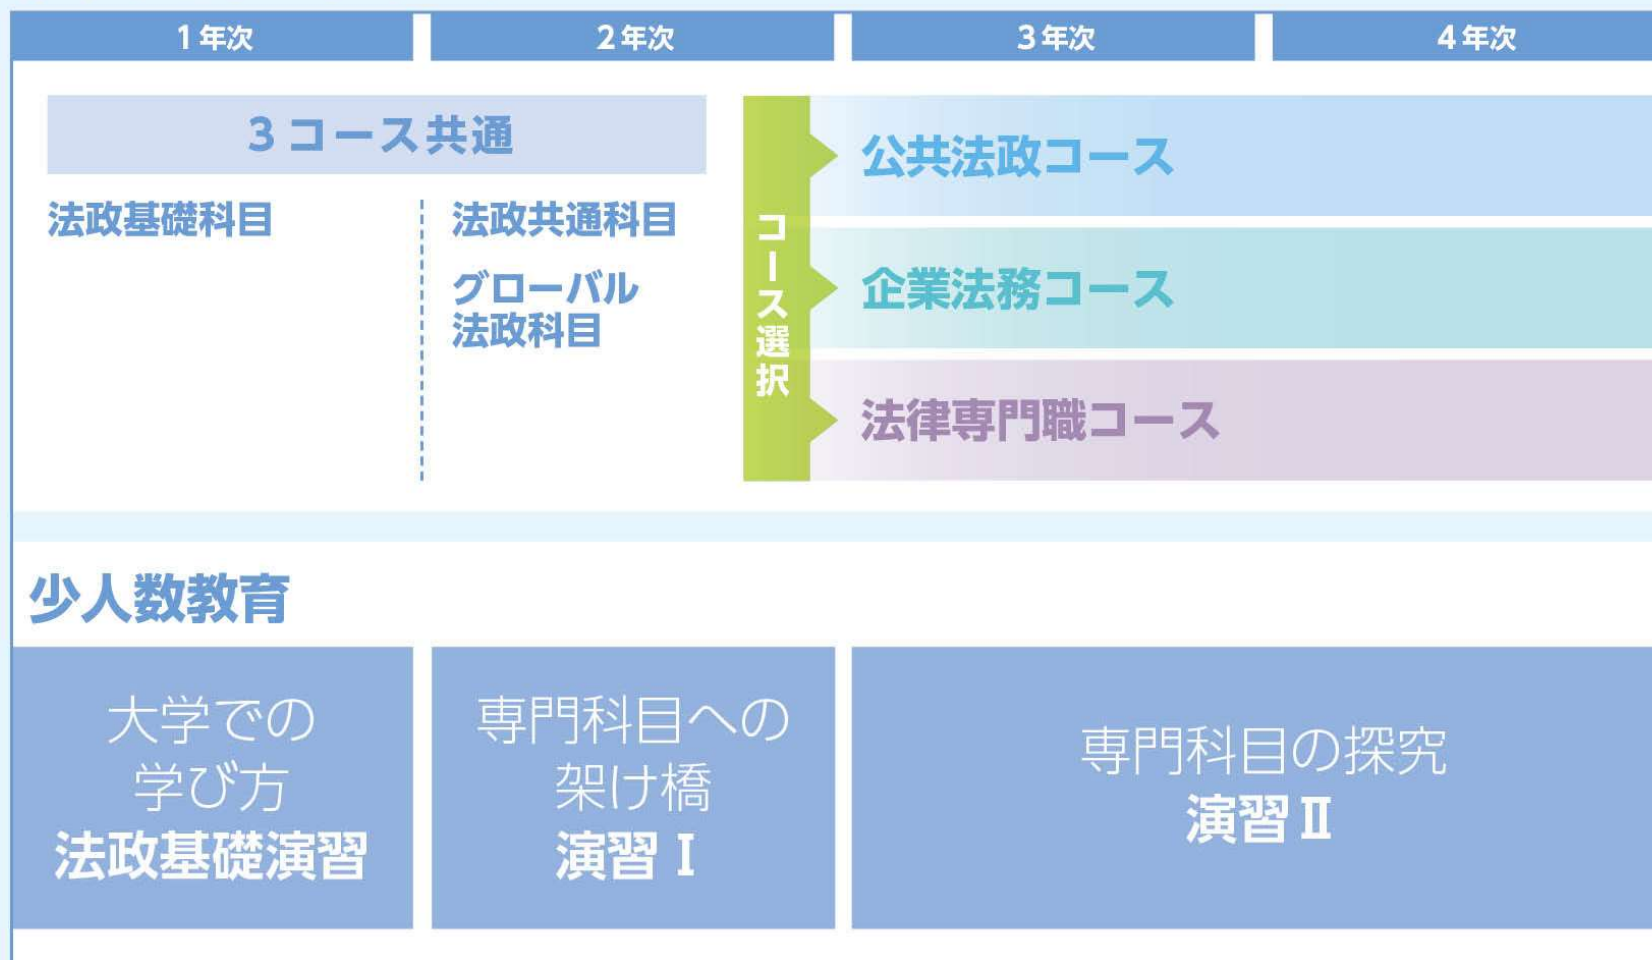 1年次
2年次
3年次
4年次
3コース共通
法政基礎科目
法政共通科目
グローバル
法政科目
コース選択
公共法政コース
企業法務コース
法律専門職コース
少人数教育
大学での
学び方
法政基礎演習
専門科目への
架け橋
演習Ⅰ
専門科目の探究
演習Ⅱ